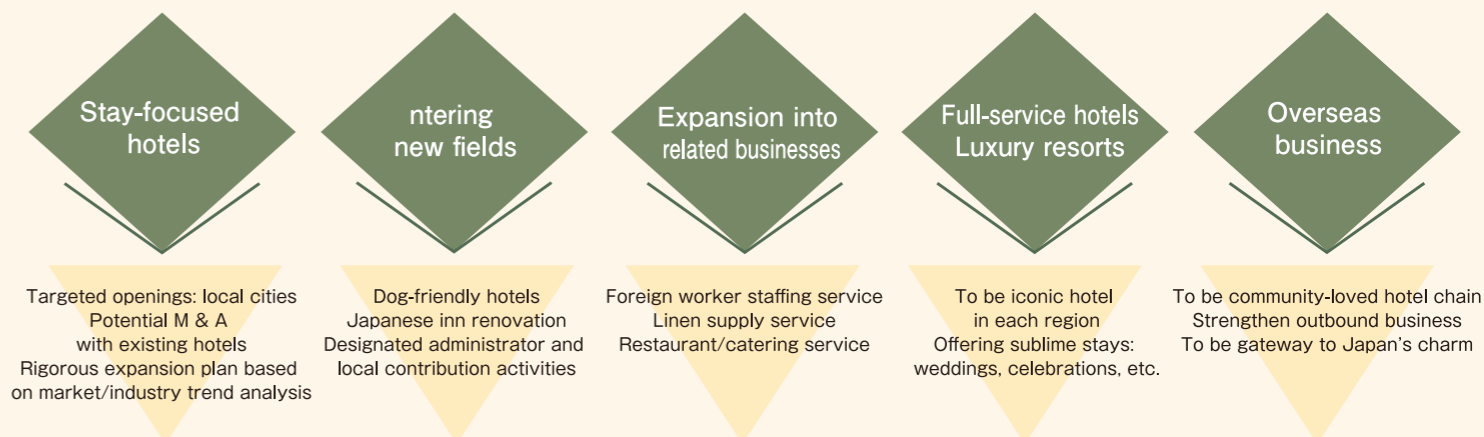 Stay-focused
hotels
Targeted openings: local cities
Potential M & A
with existing hotels
Rigorous expansion plan based
on market/industry trend analysis
ntering
new fields
Dog-friendly hotels
Japanese inn renovation
Designated administrator and
local contribution activities
Expansion into
related businesses
Foreign worker staffing service
Linen supply service
Restaurant/catering service
Full-service hotels
Luxury resorts
To be iconic hotel
in each region
Offering sublime stays:
weddings, celebrations, etc.
Overseas
business
To be community-loved hotel chain
Strengthen outbound business
To be gateway to Japan's charm